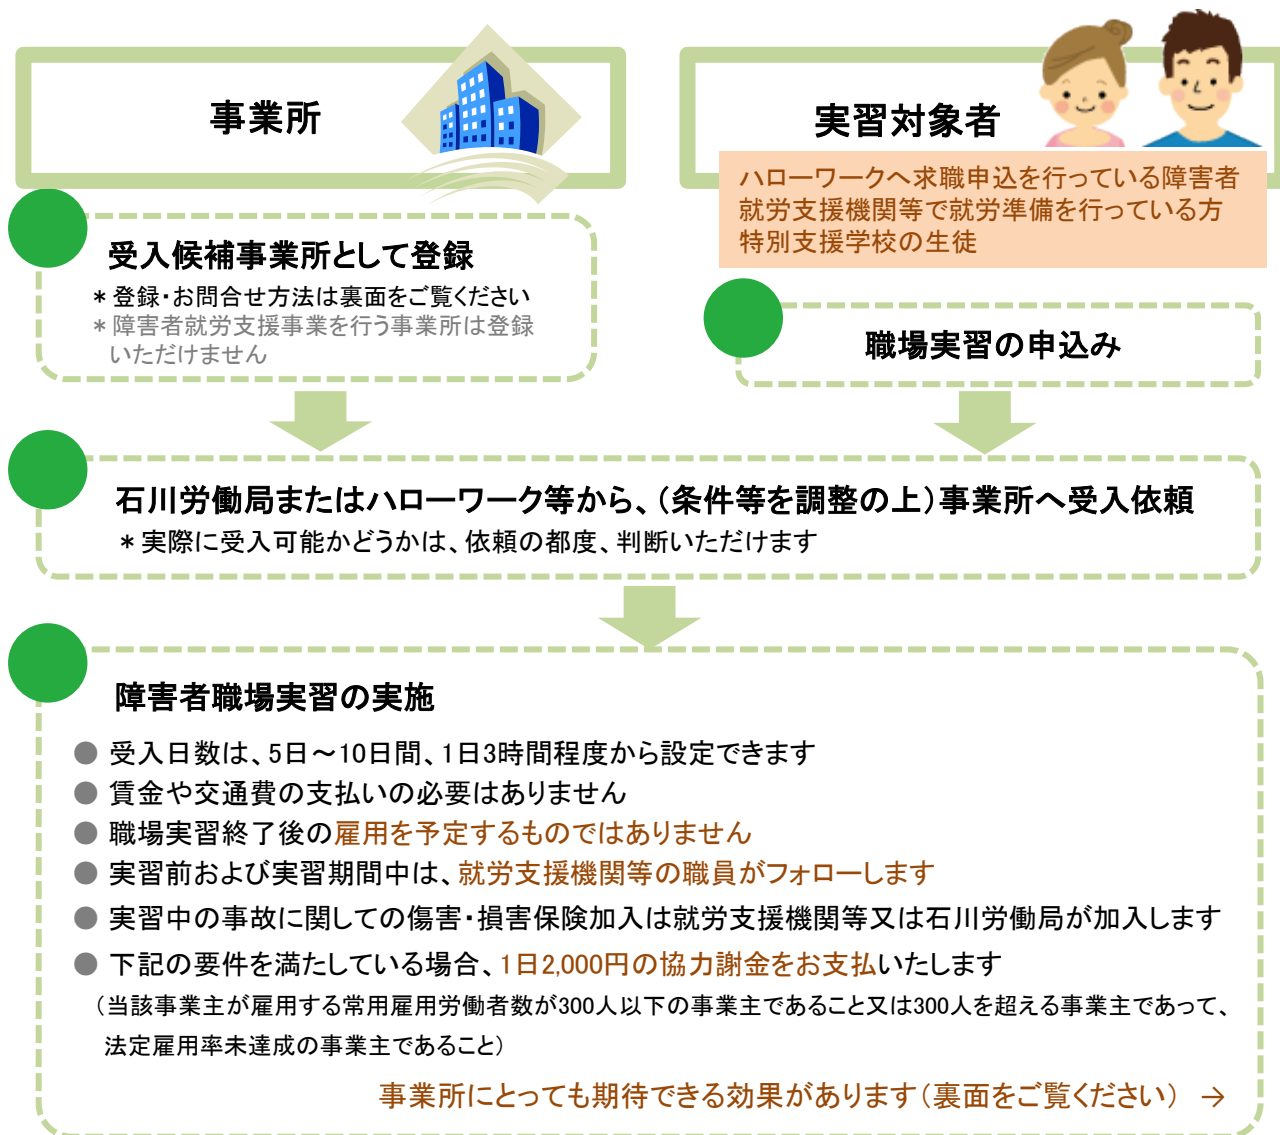 事業所
受入候補事業所として登録
＊登録・お問合せ方法は裏面をご覧ください
＊障害者就労支援事業を行う事業所は登録
いただけません
実習対象者
ハローワークへ求職申込を行っている障害者
就労支援機関等で就労準備を行っている方
特別支援学校の生徒
職場実習の申込み
石川労働局またはハローワーク等から、（条件等を調整の上）事業所へ受入依頼
＊実際に受入可能かどうかは、依頼の都度、判断いただけます
障害者職場実習の実施
● 受入日数は、5日～10日間、1日3時間程度から設定できます
● 賃金や交通費の支払いの必要はありません
● 職場実習終了後の雇用を予定するものではありません
● 実習前および実習期間中は、就労支援機関等の職員がフォローします
● 実習中の事故に関しての傷害・損害保険加入は就労支援機関等又は石川労働局が加入します
● 下記の要件を満たしている場合、1日2,000円の協力謝金をお支払いたします
（当該事業主が雇用する常用雇用労働者数が300人以下の事業主であること又は300人を超える事業主であって、
法定雇用率未達成の事業主であること）
事業所にとっても期待できる効果があります（裏面をご覧ください） →